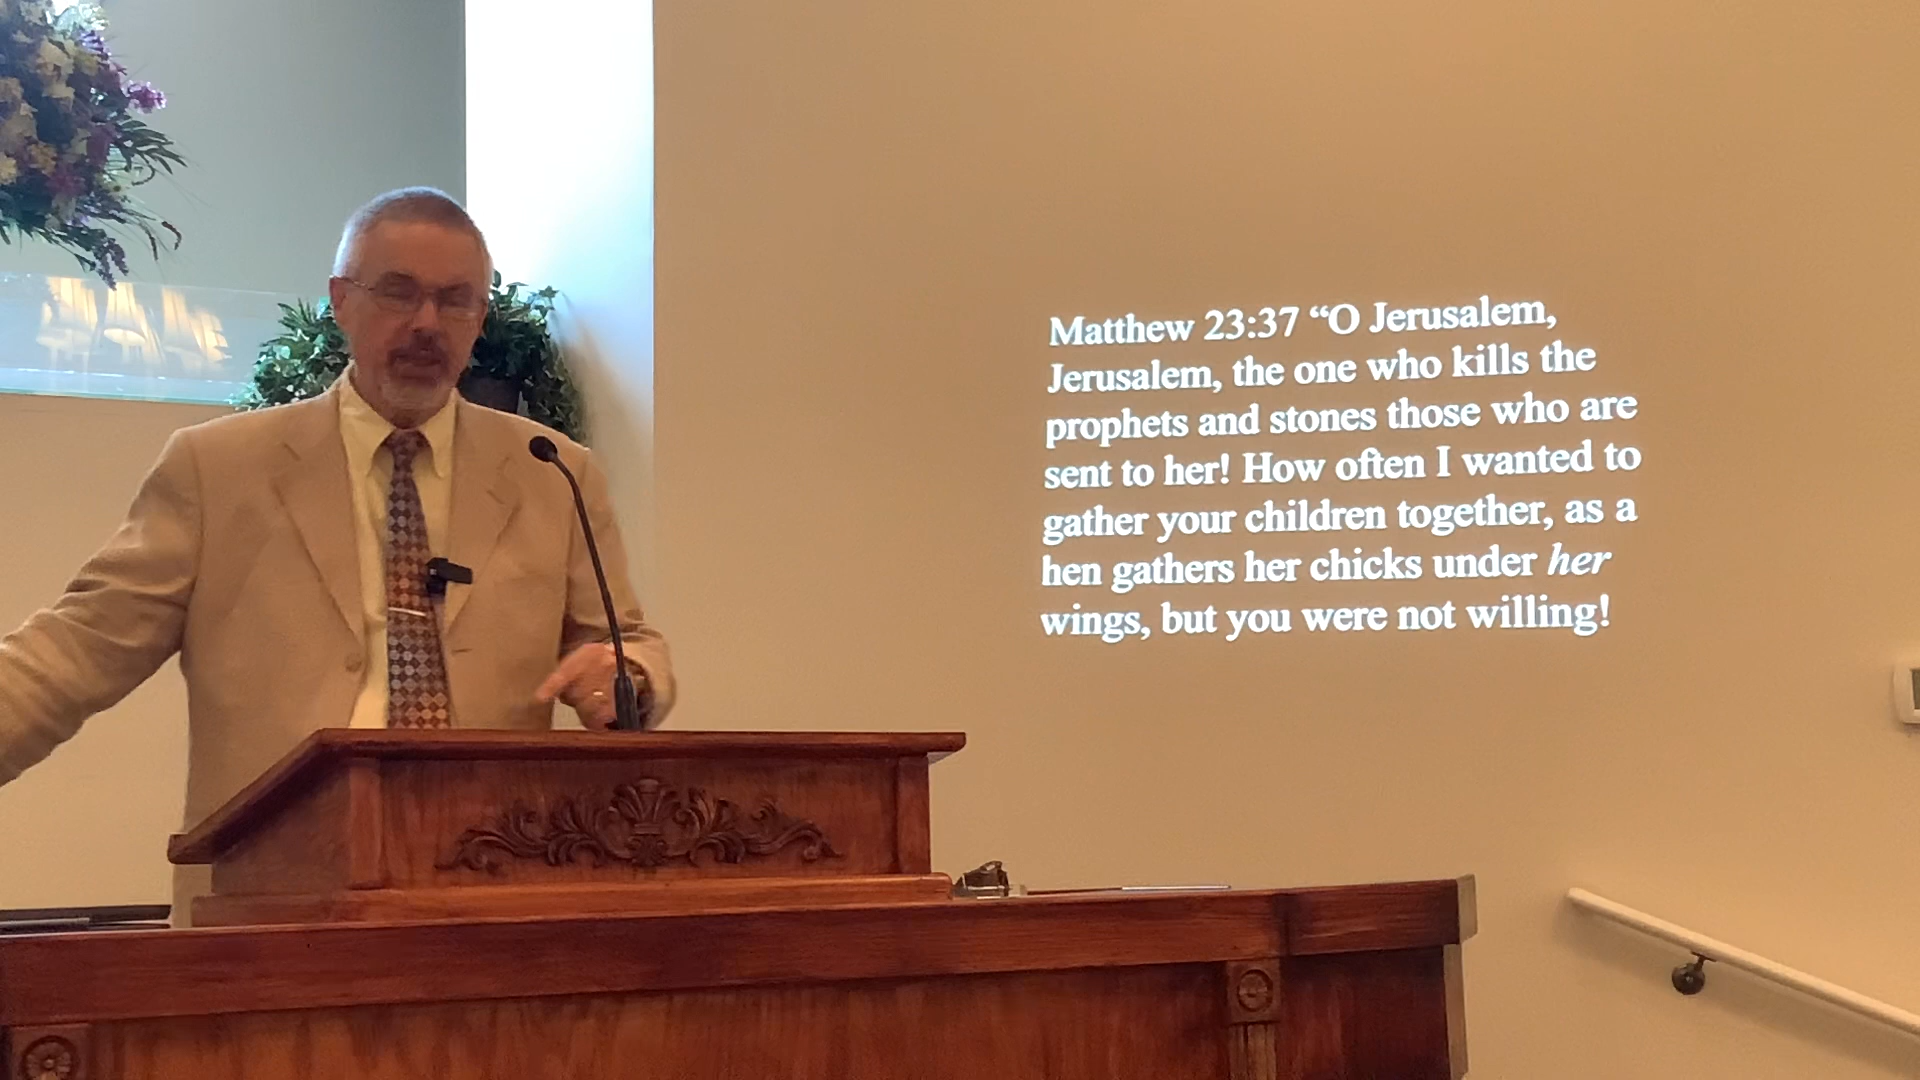 Matthew 23:37 “O Jerusalem,
Jerusalem, the one who kills the
prophets and stones those who are
sent to her! How often I wanted to
gather your children together, as a
hen gathers her chicks under her
wings, but you were not willing!